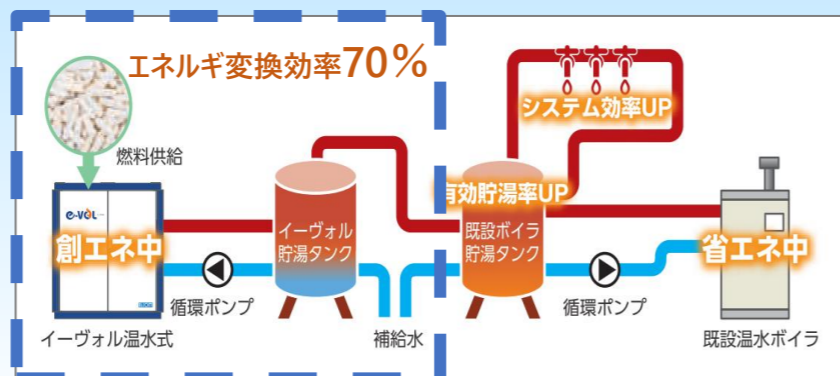 エネルギ変換効率70%
燃料供給
システム効率UP
有効貯湯率UP
e-VOL
創エネ中
イーヴォル
貯湯タンク
既設ボイラ
貯湯タンク
省エネ中
循環ポンプ
循環ポンプ
イーヴォル温水式
補給水
既設温水ボイラ